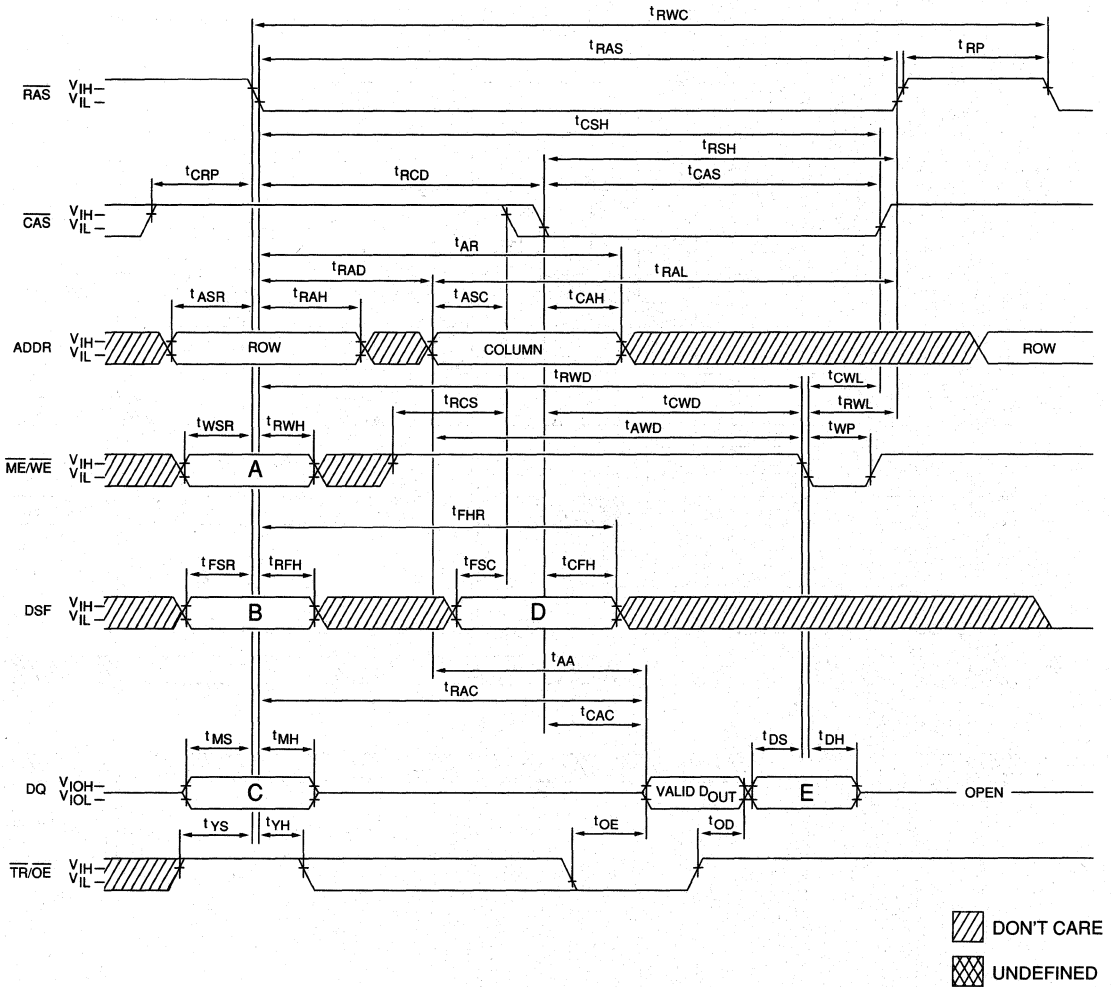 tRWC
tRAS
tRP
RAS
VIH
VIL
tCSH
tRSH
tCRP
tRCD
tCAS
CAS
VIH
VIL
tAR
tRAD
tRAL
tASR
tRAH
tASC
tCAH
ADDR
VIH
VIL
ROW
COLUMN
ROW
tRWD
tCWL
tRCS
tCWD
tRWL
tWSR
tRWH
tAWD
tWP
ME/WE
VIH
VIL
A
tFHR
tFSR
tRFH
tFSC
tCFH
DSF
VIH
VIL
B
D
tAA
tRAC
tCAC
tMS
tMH
tDS
tDH
DQ
VIOH
VIOL
C
VALID DOUT
E
OPEN
tYS
tYH
tOE
tOD
TR/OE
VIH
VIL
DON'T CARE
UNDEFINED